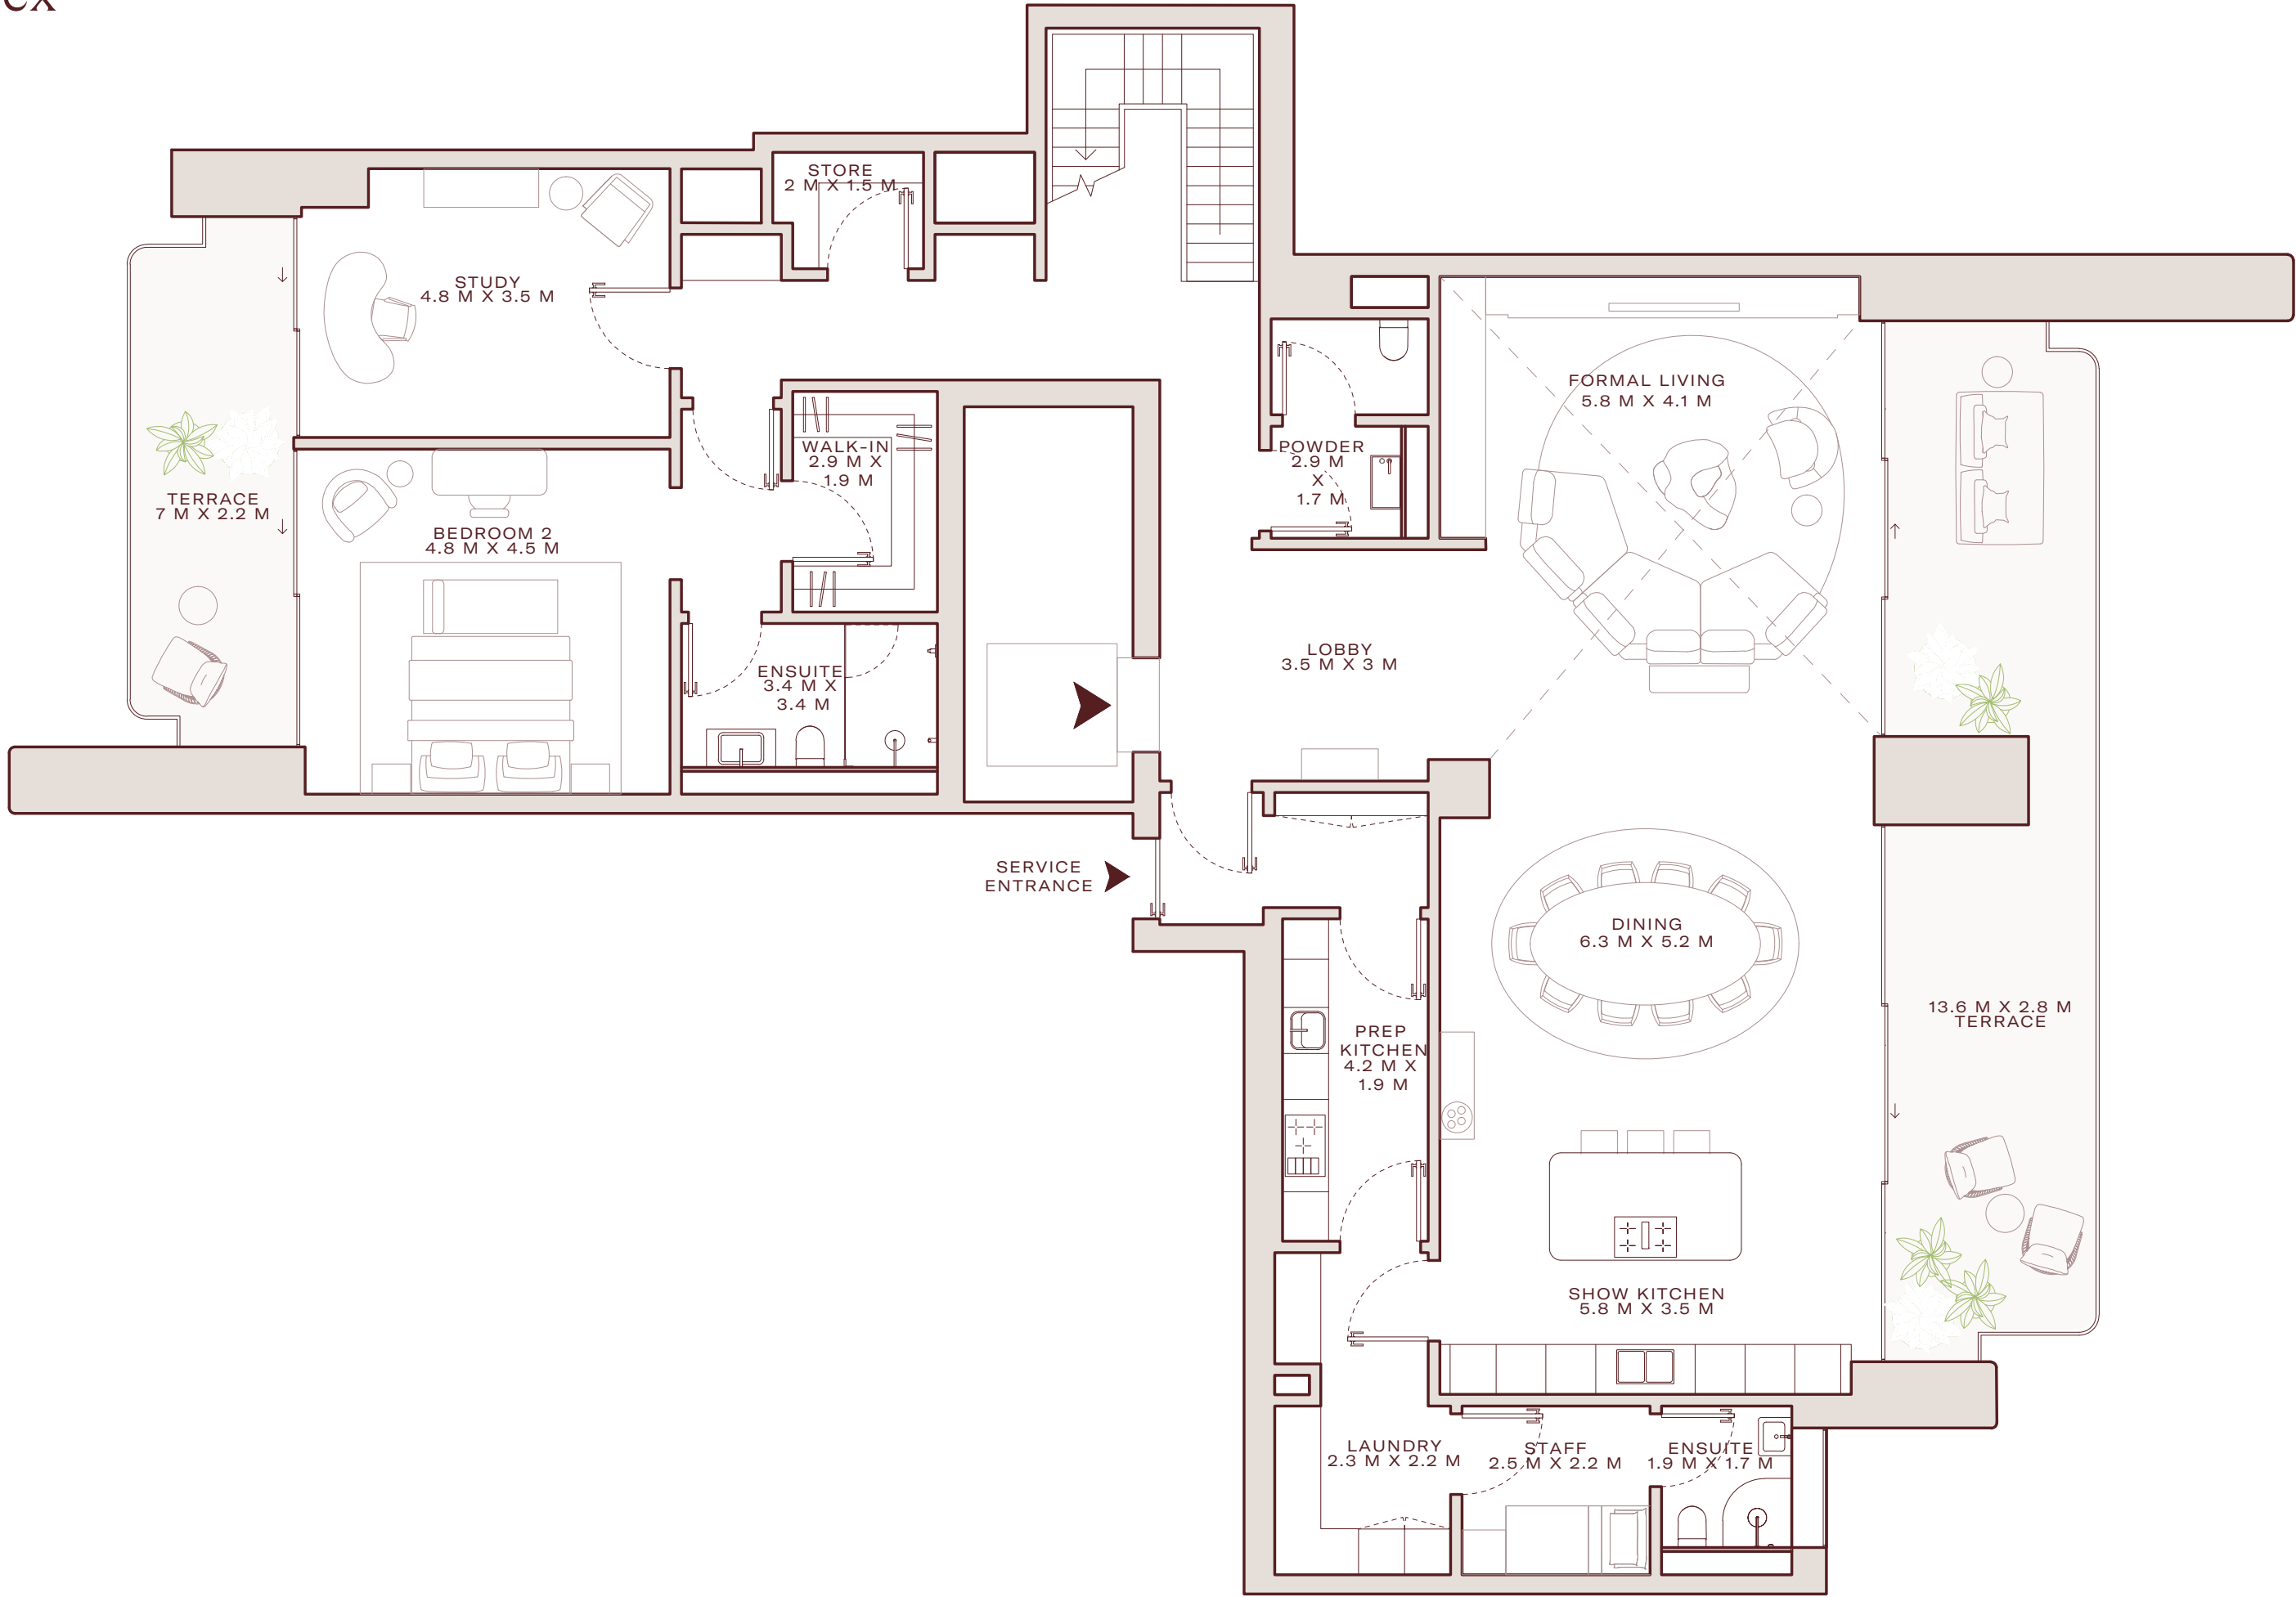 ex
STORE
2 M X 1.5 M
STUDY
4.8 M X 3.5 M
FORMAL LIVING
5.8 M X 4.1 M
WALK-IN
2.9 M X
1.9 M
POWDER
2.9 M
X
1.7 M
TERRACE
7 M X 2.2 M
BEDROOM 2
4.8 M X 4.5 M
LOBBY
3.5 M X 3 M
ENSUITE
3.4 M X
3.4 M
SERVICE
ENTRANCE
DINING
6.3 M X 5.2 M
13.6 M X 2.8 M
TERRACE
PREP
KITCHEN
4.2 M X
1.9 M
SHOW KITCHEN
5.8 M X 3.5 M
LAUNDRY
2.3 M X 2.2 M
STAFF
2.5 M X 2.2 M
ENSUITE
1.9 M X 1.7 M